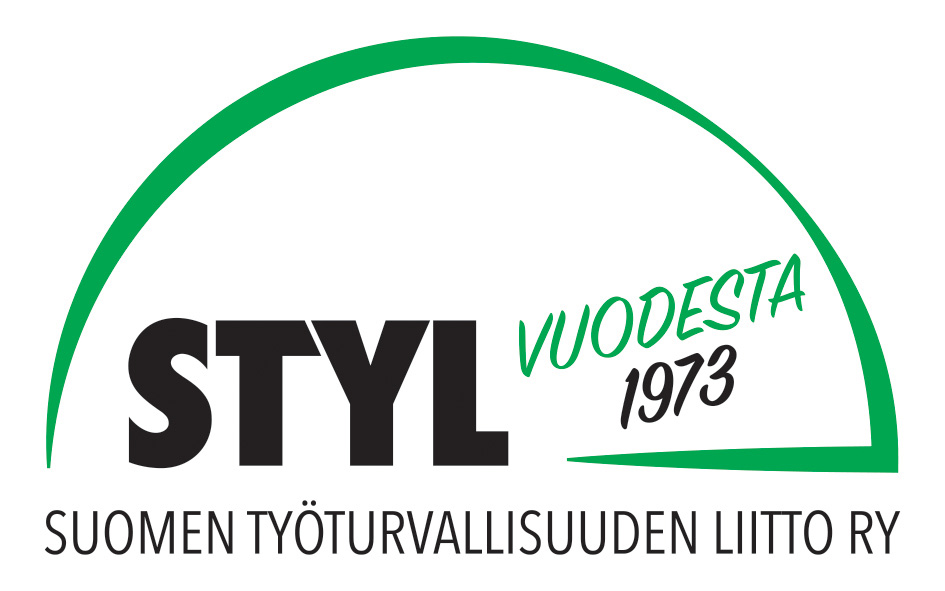 STYL
VUODESTA
1973
SUOMEN TYÖTURVALLISUUDEN LIITTO RY